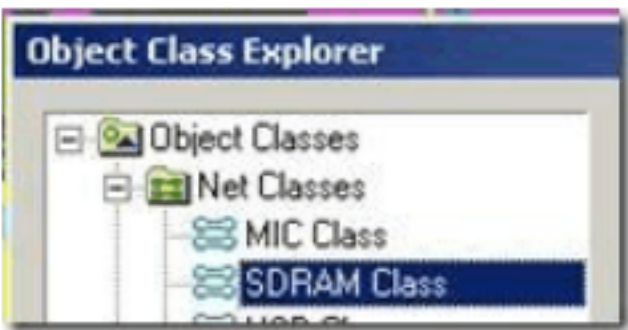 Object Class Explorer
Object Classes
Net Classes
MIC Class
SDRAM Class